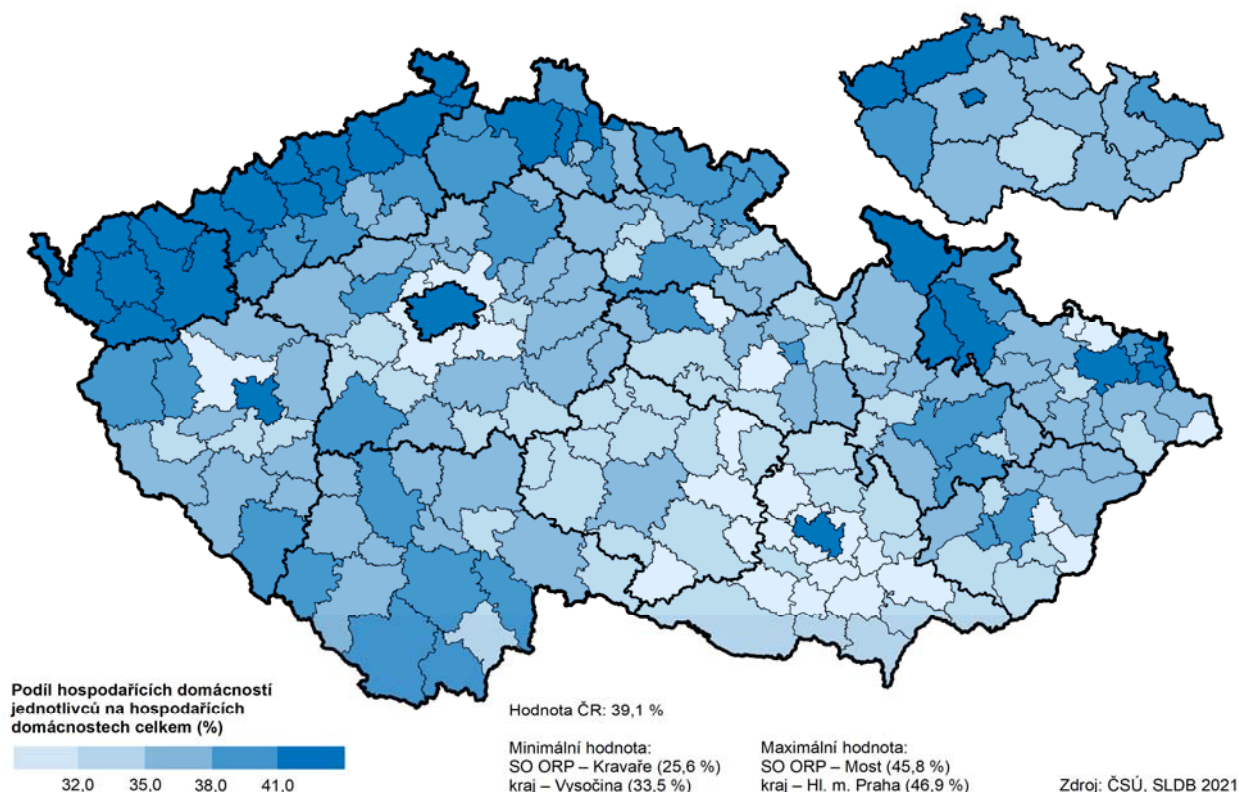 Podíl hospodařících domácností
jednotlivců na hospodařících
domácnostech celkem (%)
32,0 35,0 38,0 41,0
Hodnota ČR: 39,1 %
Minimální hodnota:
SO ORP – Kravaře (25,6 %)
kraj – Vysočina (33,5 %)
Maximální hodnota:
SO ORP – Most (45,8 %)
kraj – Hl. m. Praha (46,9 %)
Zdroj: ČSÚ, SLDB 2021